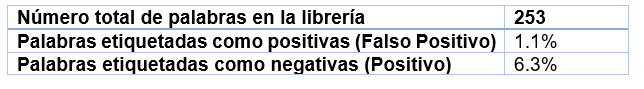 Número total de palabras en la librería 253
Palabras etiquetadas como positivas (Falso Positivo) 1.1%
Palabras etiquetadas como negativas (Positivo) 6.3%